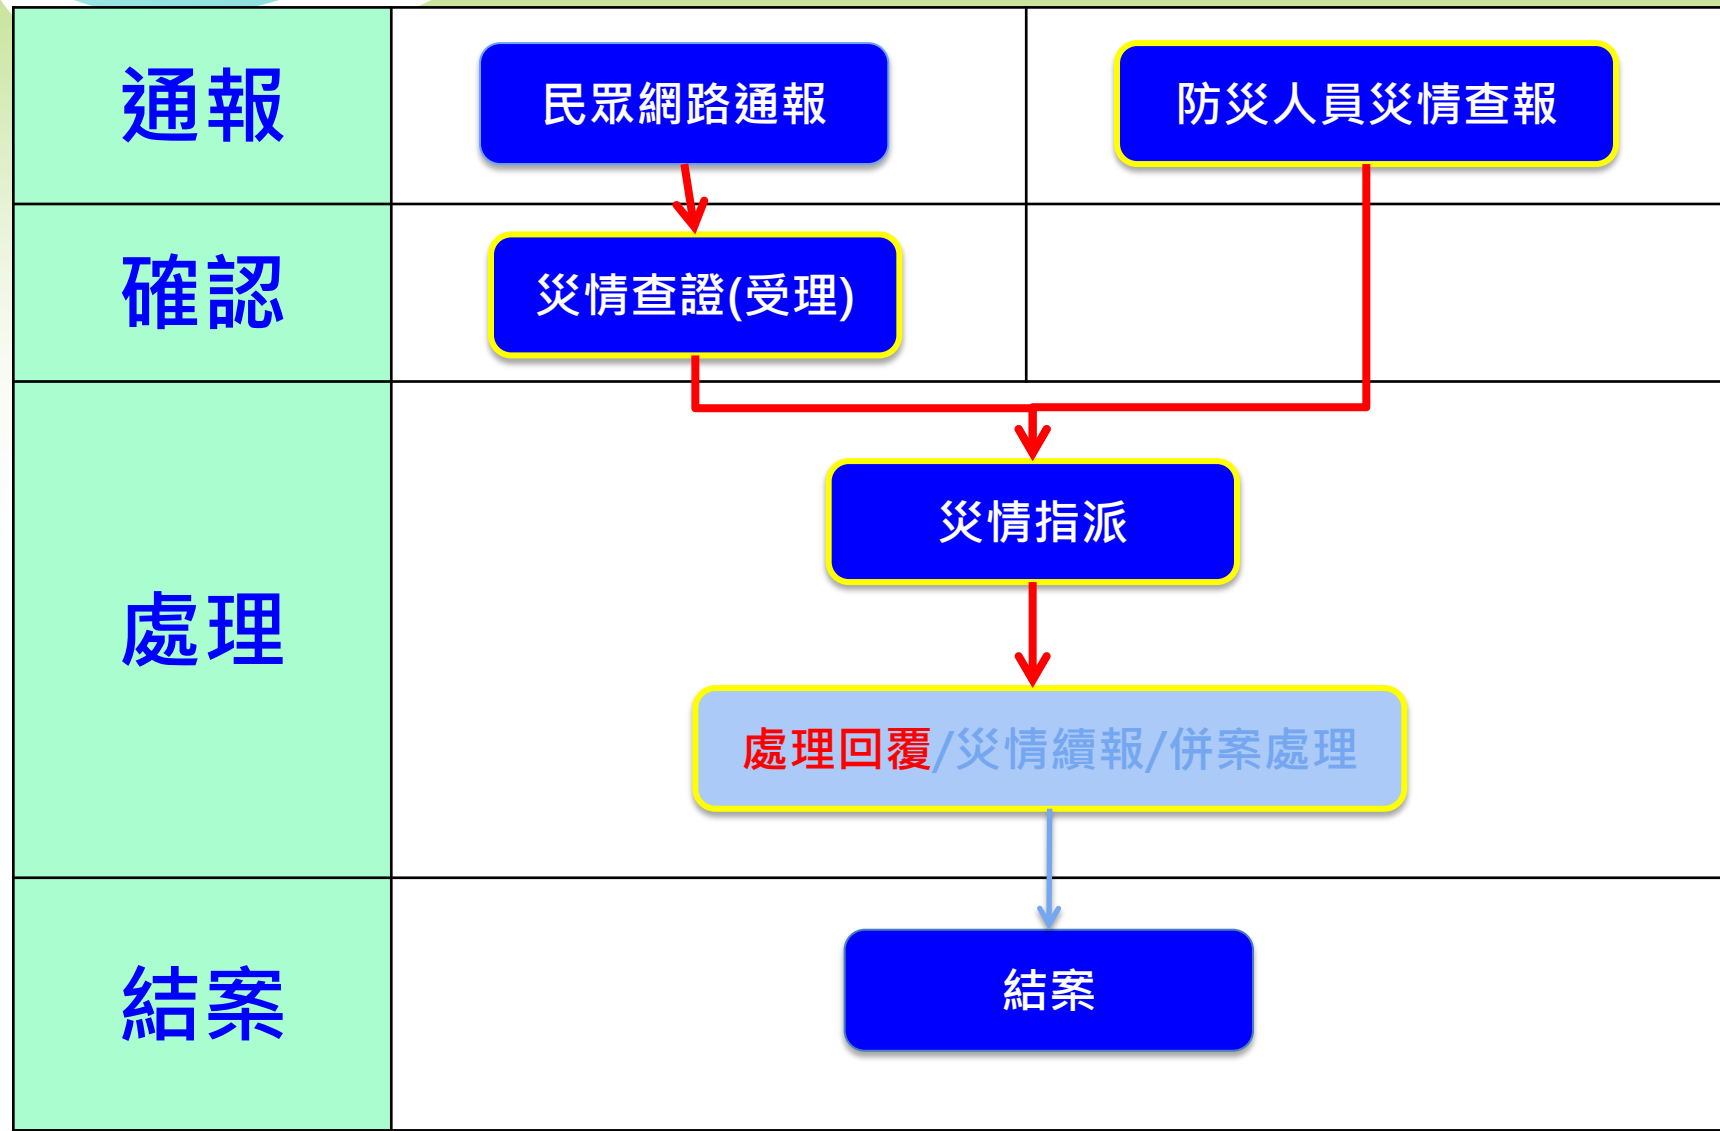 通報
民眾網路通報
防災人員災情查報
確認
災情查證(受理)
處理
災情指派
處理回覆/災情續報/併案處理
結案
結案